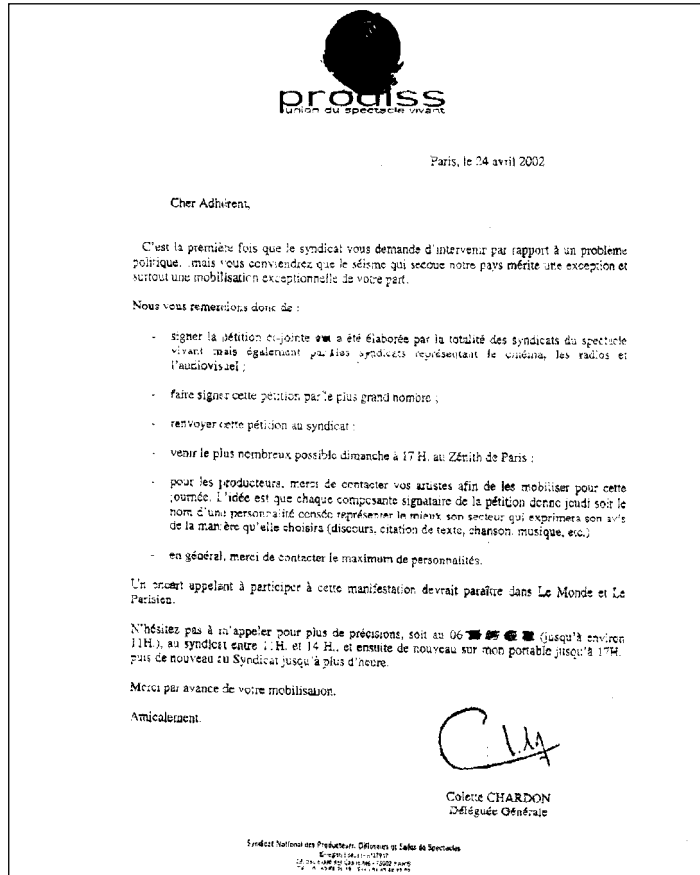 prodiss
union du spectacle vivant
Paris, le 24 avril 2002
Cher Adhérent,
C'est la première fois que le syndicat vous demande d'intervenir par rapport à un problème
politique, mais vous conviendrez que le séisme qui secoue notre pays mérite une exception et
surtout une mobilisation exceptionnelle de votre part.
Nous vous remercions donc de :
- signer la pétition conjointe qui a été élaborée par la totalité des syndicats du spectacle
vivant mais également par les syndicats représentant le cinéma, les radios et
l'audiovisuel ;
- faire signer cette pétition par le plus grand nombre ;
- renvoyer cette pétition au syndicat ;
- venir le plus nombreux possible dimanche à 17 H. au Zénith de Paris ;
- pour les producteurs, merci de contacter vos artistes afin de les mobiliser pour cette
journée. L'idée est que chaque composante signataire de la pétition donne jeudi soir le
nom d'une personnalité censée représenter le mieux son secteur qui exprimera son avis
de la manière qu'elle choisira (discours, citation de texte, chanson, musique, etc.)
- en général, merci de contacter le maximum de personnalités.
Un encart appelant à participer à cette manifestation devrait paraître dans Le Monde et Le
Parisien.
N'hésitez pas à m'appeler pour plus de précisions, soit au 06 (jusqu'à environ
11H.), au syndicat entre 11H. et 14 H., et ensuite de nouveau sur mon portable jusqu'à 17H.
puis de nouveau au Syndicat jusqu'à plus d'heure.
Merci par avance de votre mobilisation.
Amicalement.
Colette CHARDON
Déléguée Générale
Syndicat National des Producteurs, Diffuseurs et Salles de Spectacles